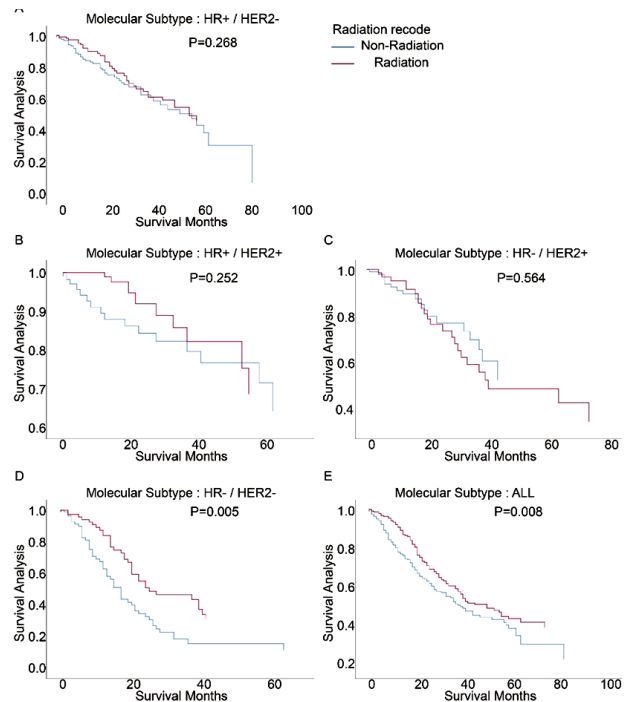 A
Molecular Subtype : HR+ / HER2-
P=0.268
Radiation recode
Non-Radiation
Radiation
Survival Analysis
1.0
0.8
0.6
0.4
0.2
0.0
0 20 40 60 80 100
Survival Months
B
Molecular Subtype : HR+ / HER2+
P=0.252
Survival Analysis
1.0
0.9
0.8
0.7
0.6
0 20 40 60
Survival Months
C
Molecular Subtype : HR- / HER2+
P=0.564
Survival Analysis
1.0
0.8
0.6
0.4
0 20 40 60 80
Survival Months
D
Molecular Subtype : HR- / HER2-
P=0.005
Survival Analysis
1.0
0.8
0.6
0.4
0.2
0.0
0 20 40 60
Survival Months
E
Molecular Subtype : ALL
P=0.008
Survival Analysis
1.0
0.8
0.6
0.4
0.2
0 20 40 60 80 100
Survival Months